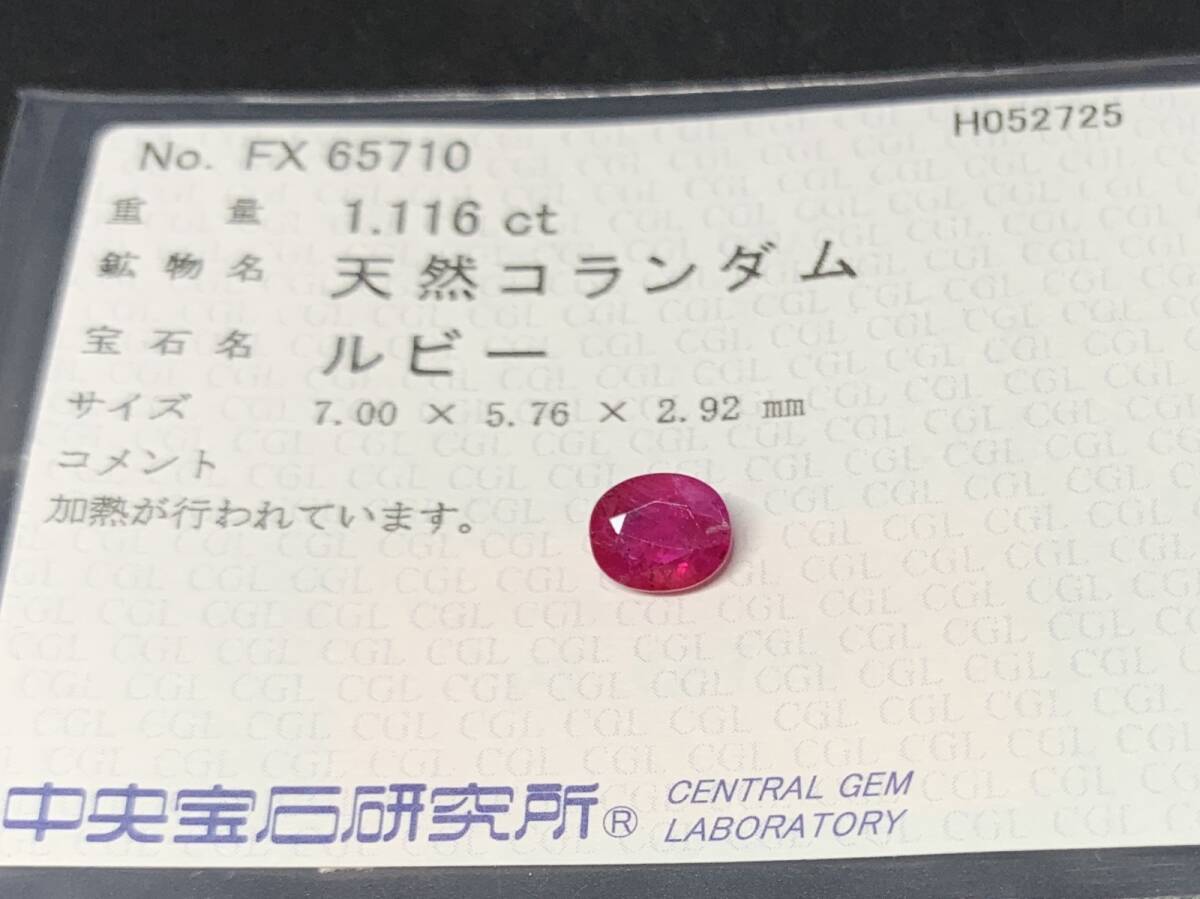 H052725
No. FX 65710
重量 1.116 ct
鉱物名 天然コランダム
宝石名 ルビー
サイズ 7.00 × 5.76 × 2.92 mm
コメント
加熱が行われています。
中央宝石研究所® CENTRAL GEM
LABORATORY